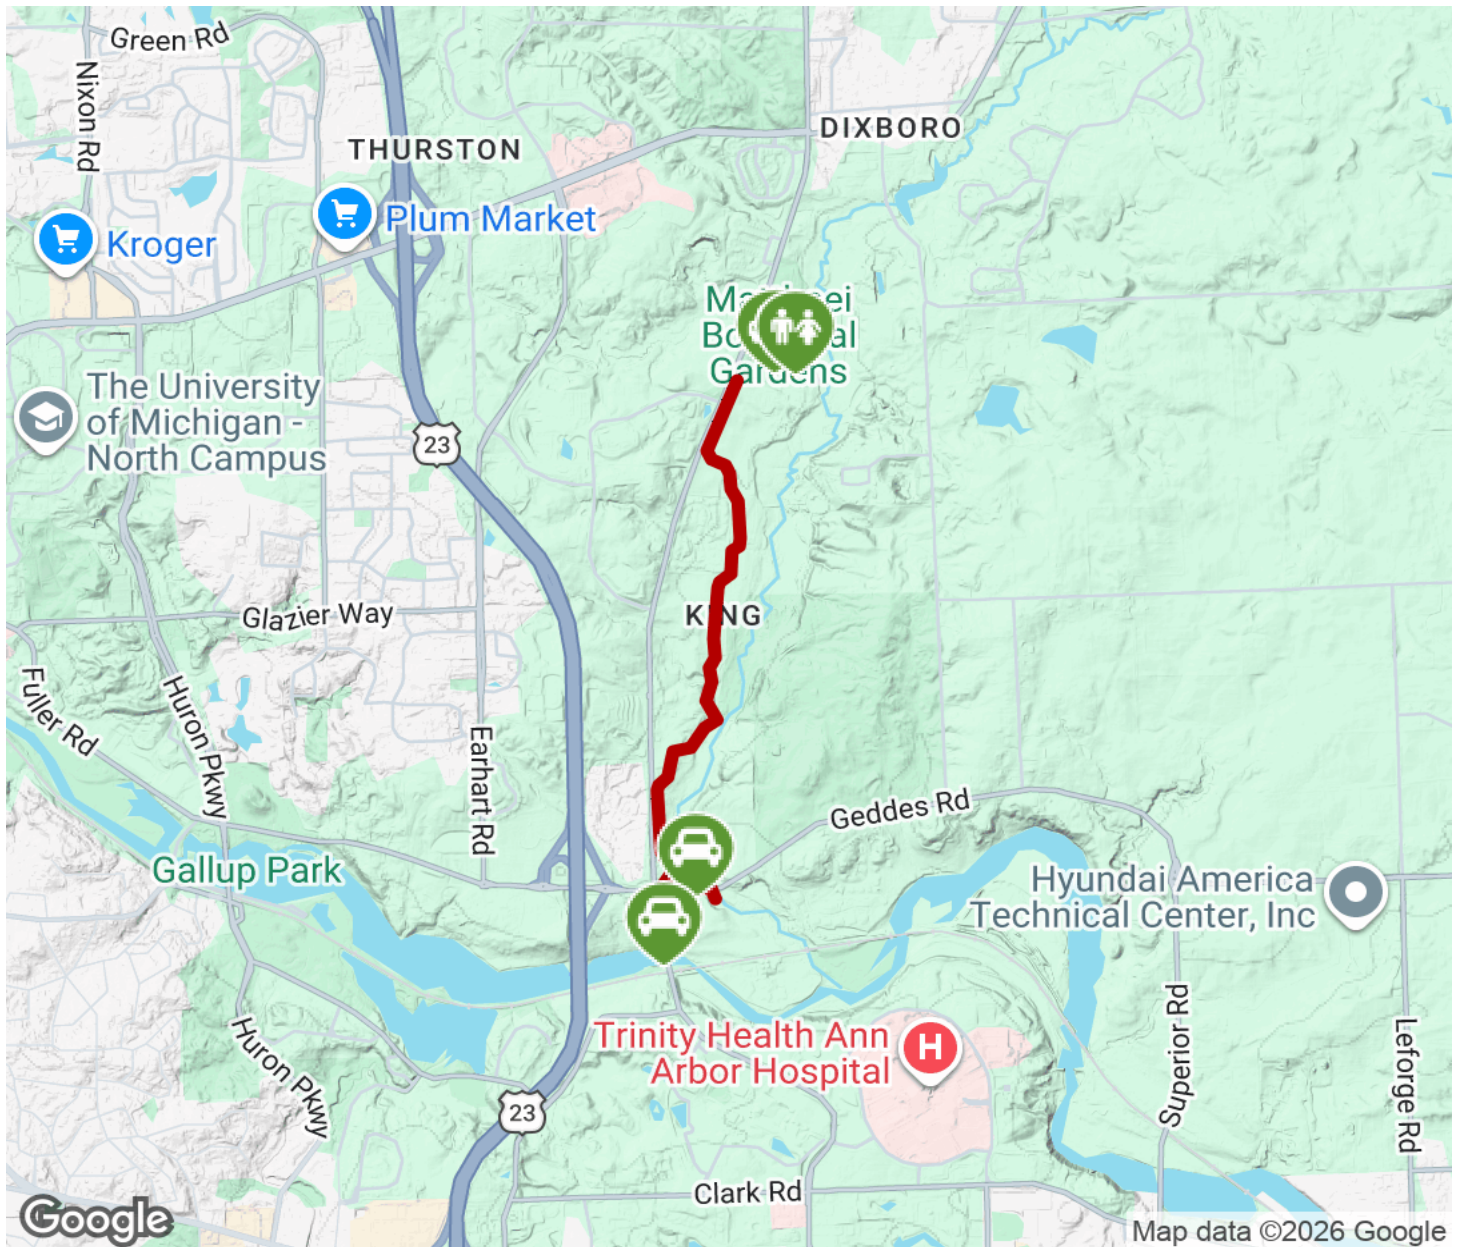 Green Rd
Nixon Rd
THURSTON
DIXBORO
Plum Market
Kroger
Gardens
The University
of Michigan -
North Campus
23
Glazier Way
KING
Fuller Rd
Huron Pkwy
Earhart Rd
Geddes Rd
Gallup Park
Hyundai America
Technical Center, Inc
Trinity Health Ann
Arbor Hospital
H
Huron Pkwy
23
Superior Rd
Leforge Rd
Clark Rd
Google
Map data ©2026 Google